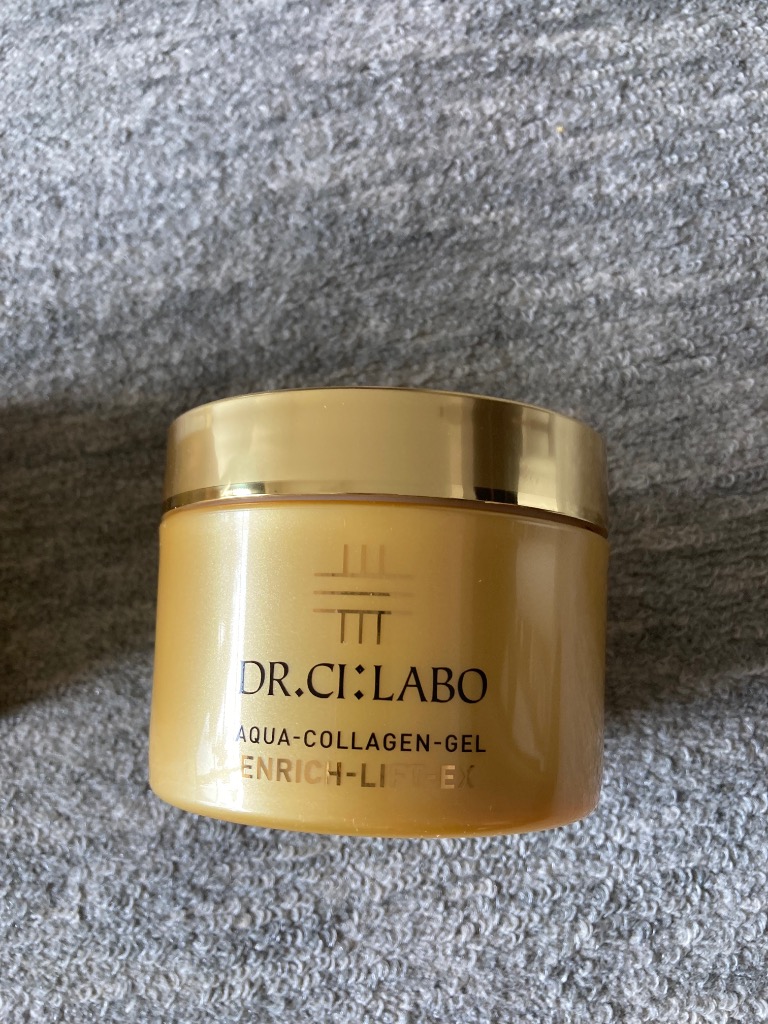 DR.CI:LABO
AQUA-COLLAGEN-GEL
ENRICH-LIFT EX